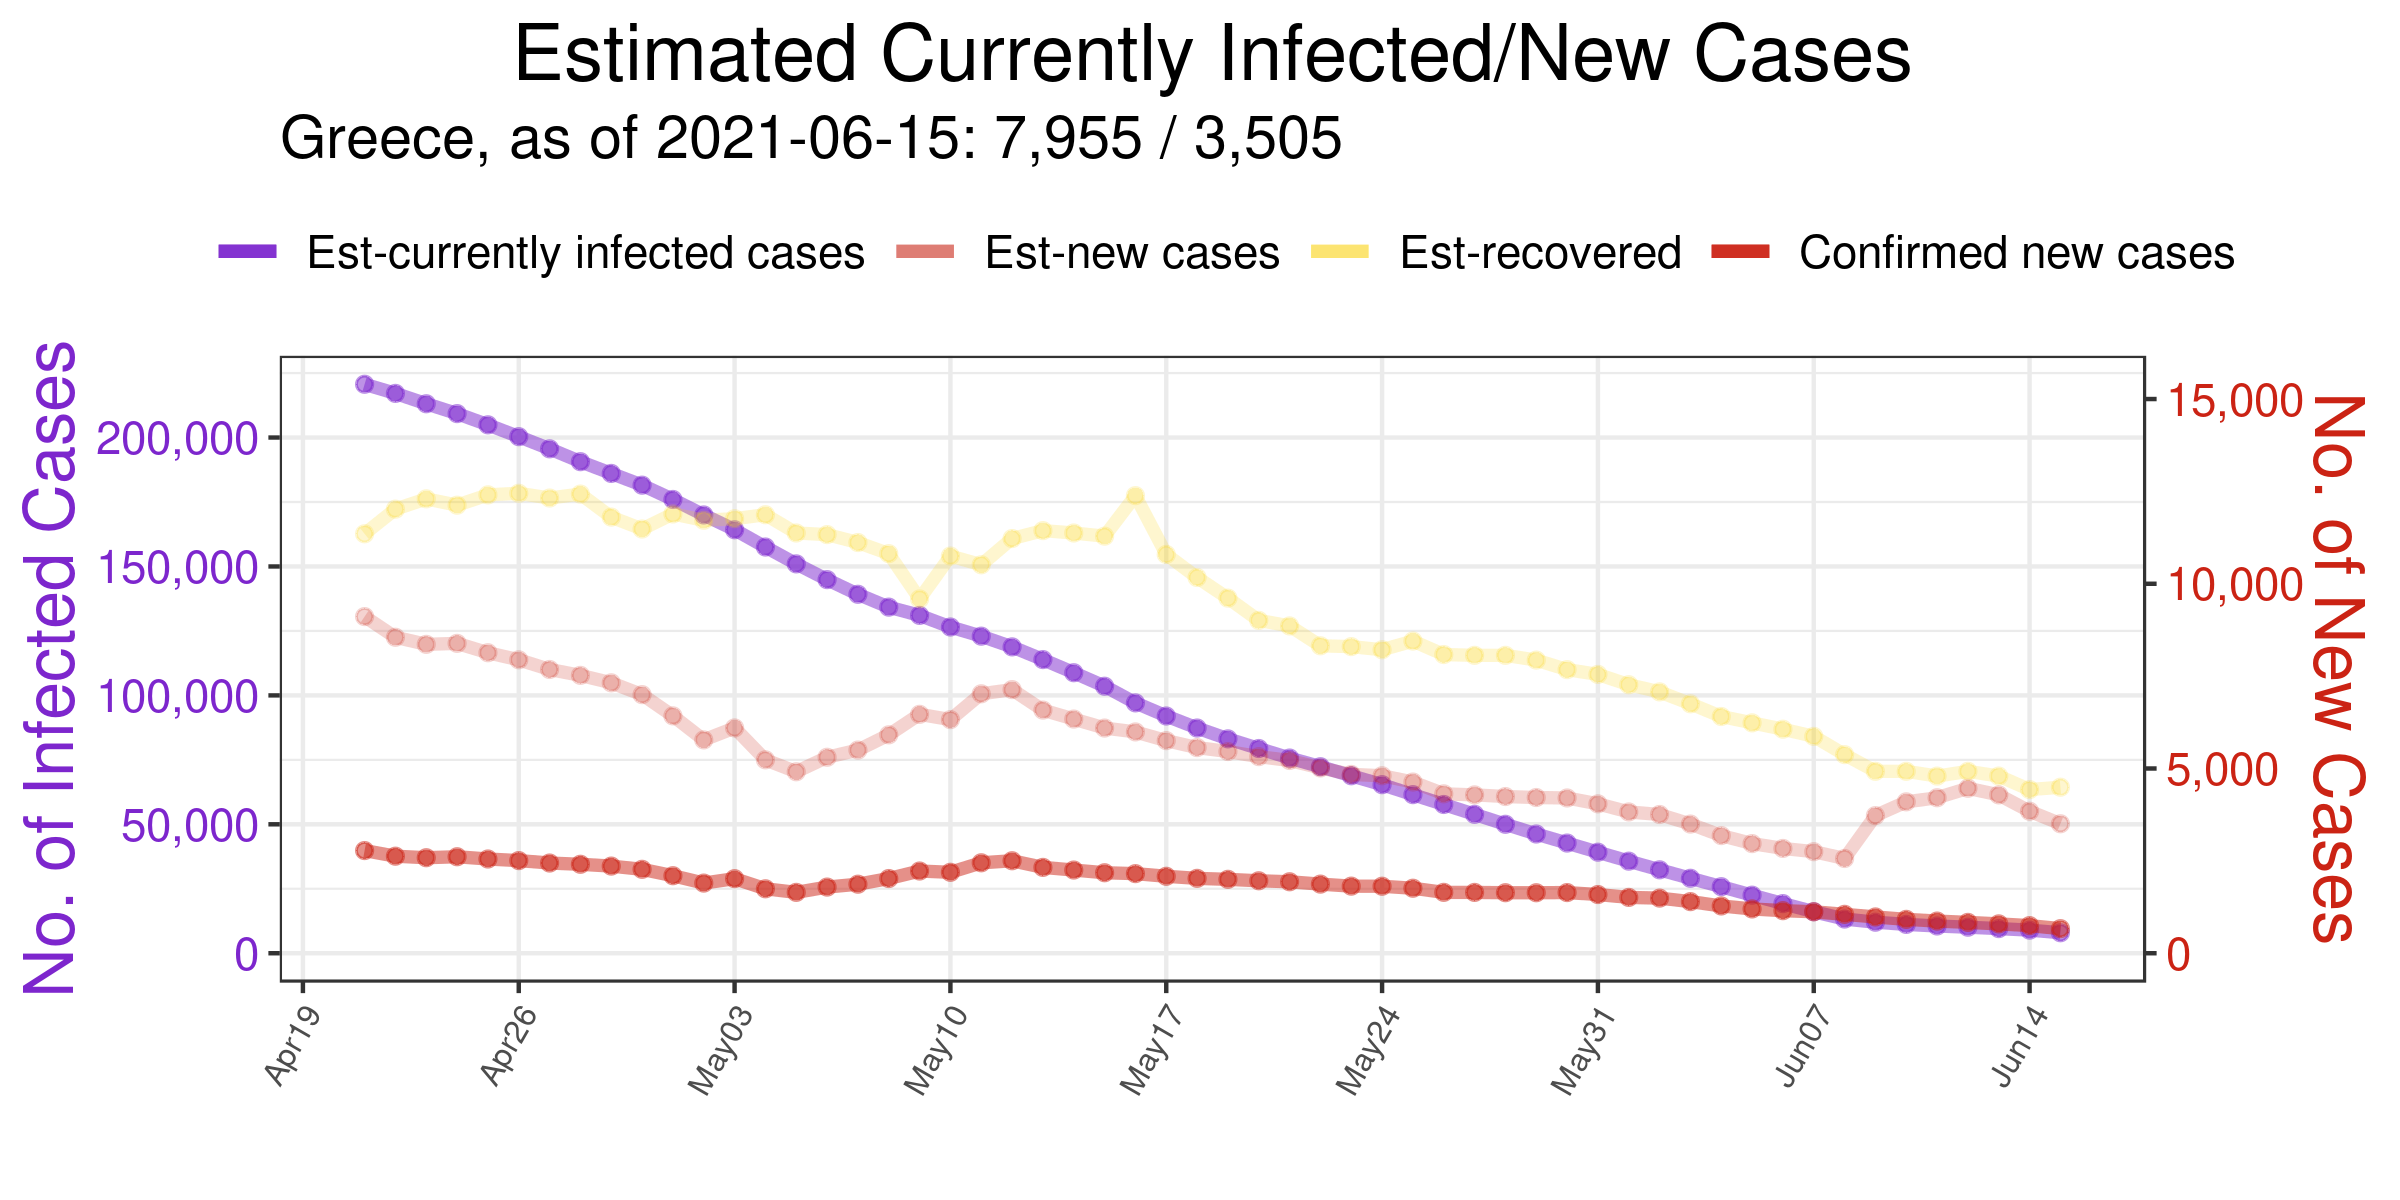 Estimated Currently Infected/New Cases
Greece, as of 2021-06-15: 7,955 / 3,505
Est-currently infected cases Est-new cases Est-recovered Confirmed new cases
No. of Infected Cases
200,000
150,000
100,000
50,000
0
15,000
10,000
5,000
0
No. of New Cases
Apr19 Apr26 May03 May10 May17 May24 May31 Jun07 Jun14